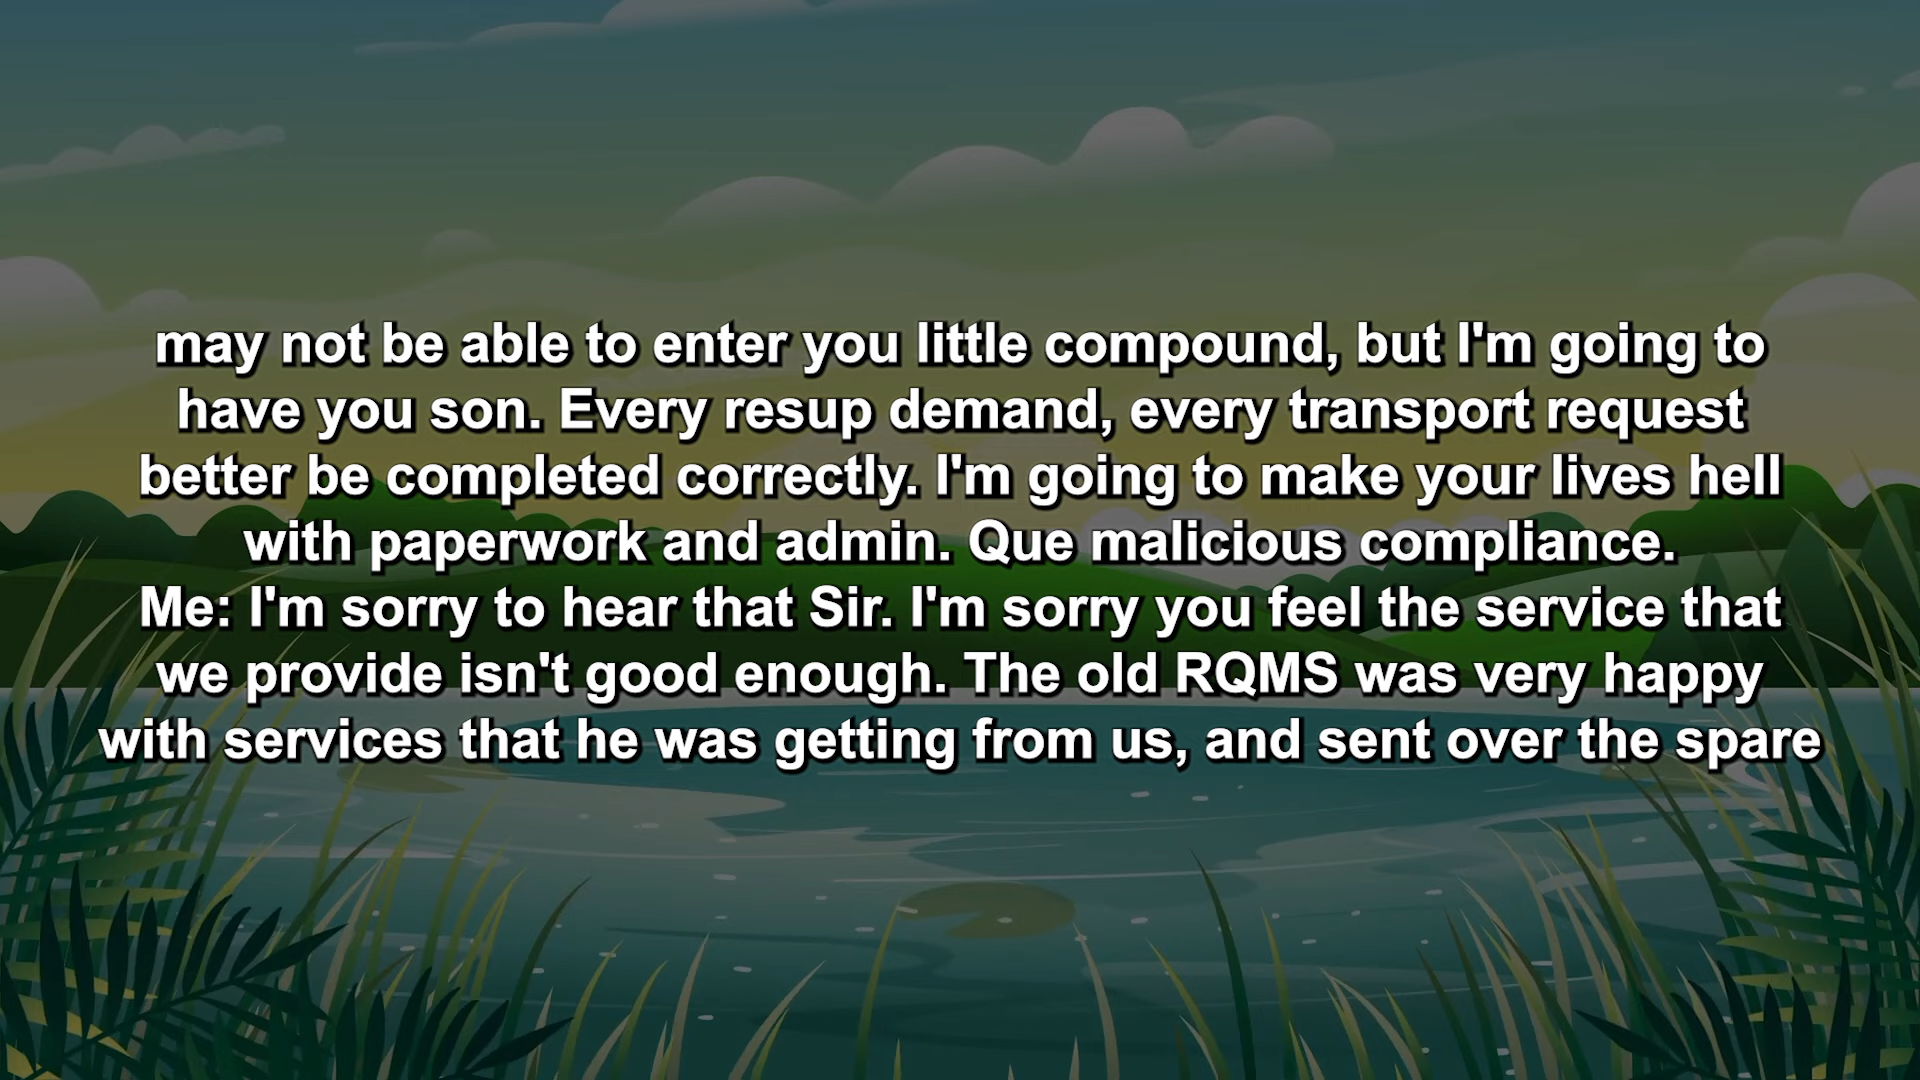 may not be able to enter you little compound, but I'm going to
have you son. Every resup demand, every transport request
better be completed correctly. I'm going to make your lives hell
with paperwork and admin. Que malicious compliance.
Me: I'm sorry to hear that Sir. I'm sorry you feel the service that
we provide isn't good enough. The old RQMS was very happy
with services that he was getting from us, and sent over the spare